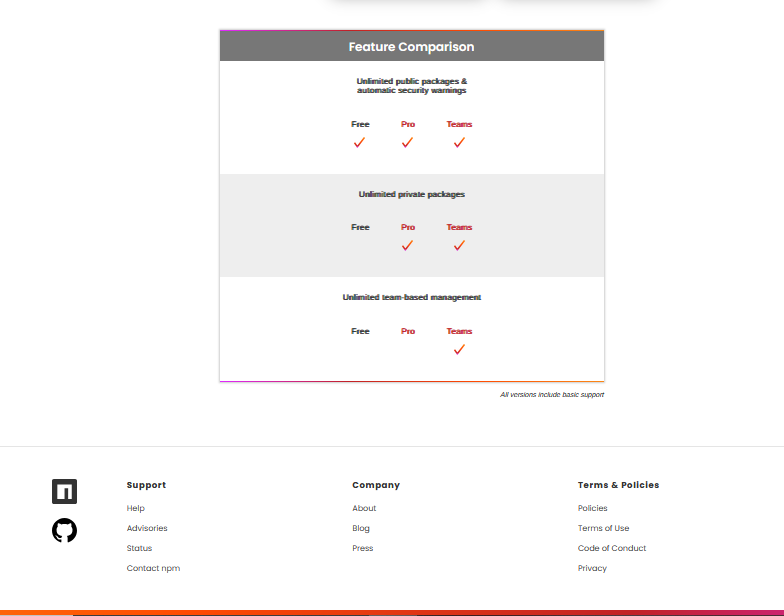 Feature Comparison
Unlimited public packages &
automatic security warnings
Free Pro Teams
Unlimited private packages
Free Pro Teams
Unlimited team-based management
Free Pro Teams
All versions include basic support
Support Company Terms & Policies
Help About Policies
Advisories Blog Terms of Use
Status Press Code of Conduct
Contact npm Privacy